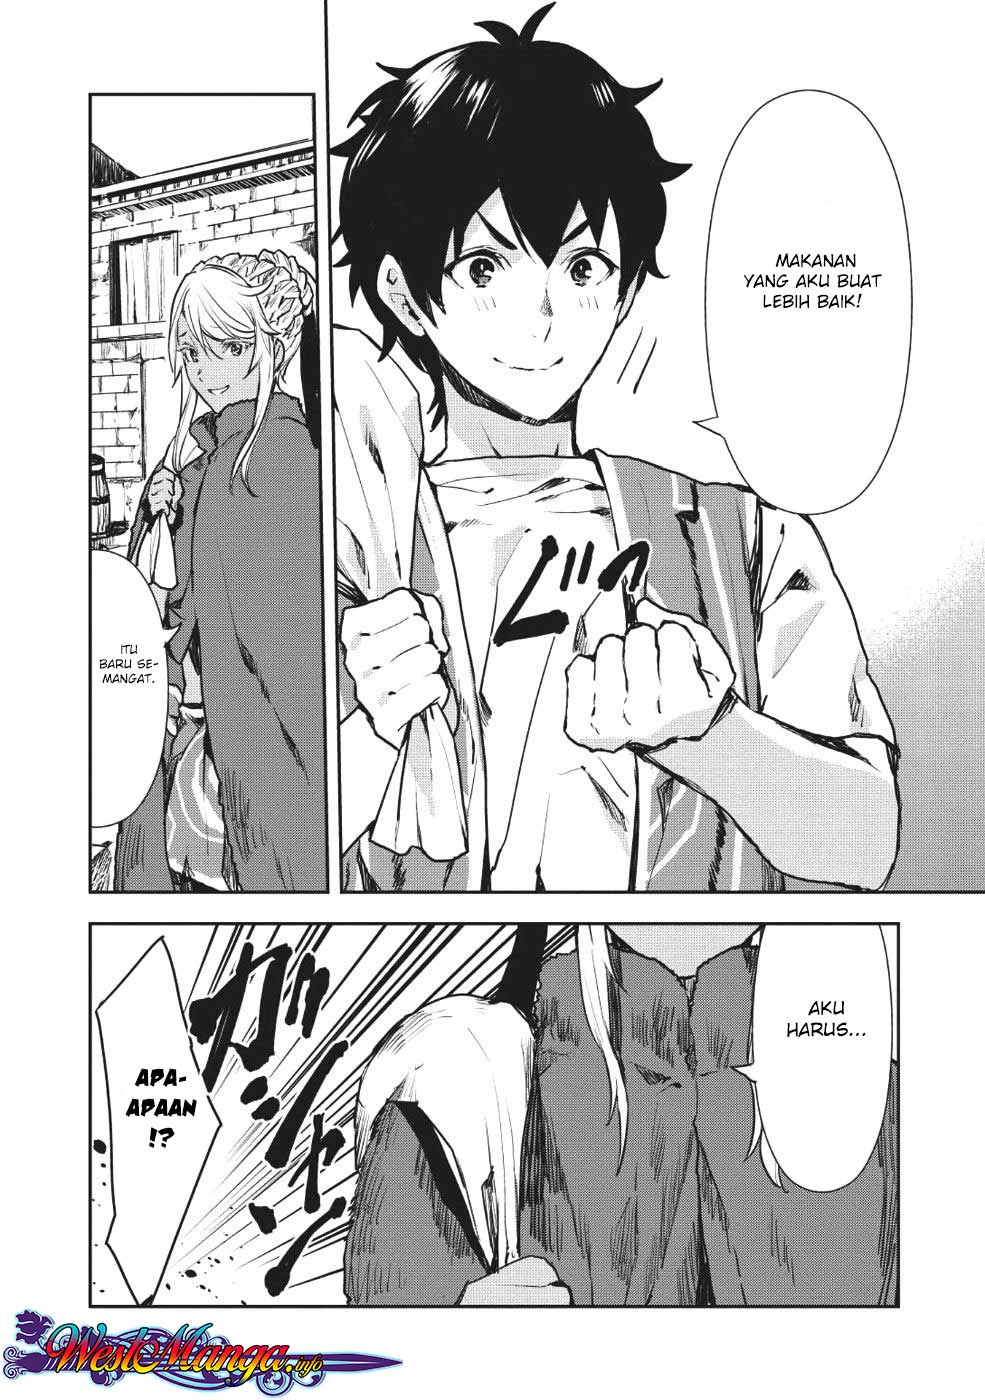 MAKANAN
YANG AKU BUAT
LEBIH BAIK!
グッ
ITU
BARU SE-
MANGAT.
AKU
HARUS...
ガシャン
APA-
APAAN
!?
WestManga.info